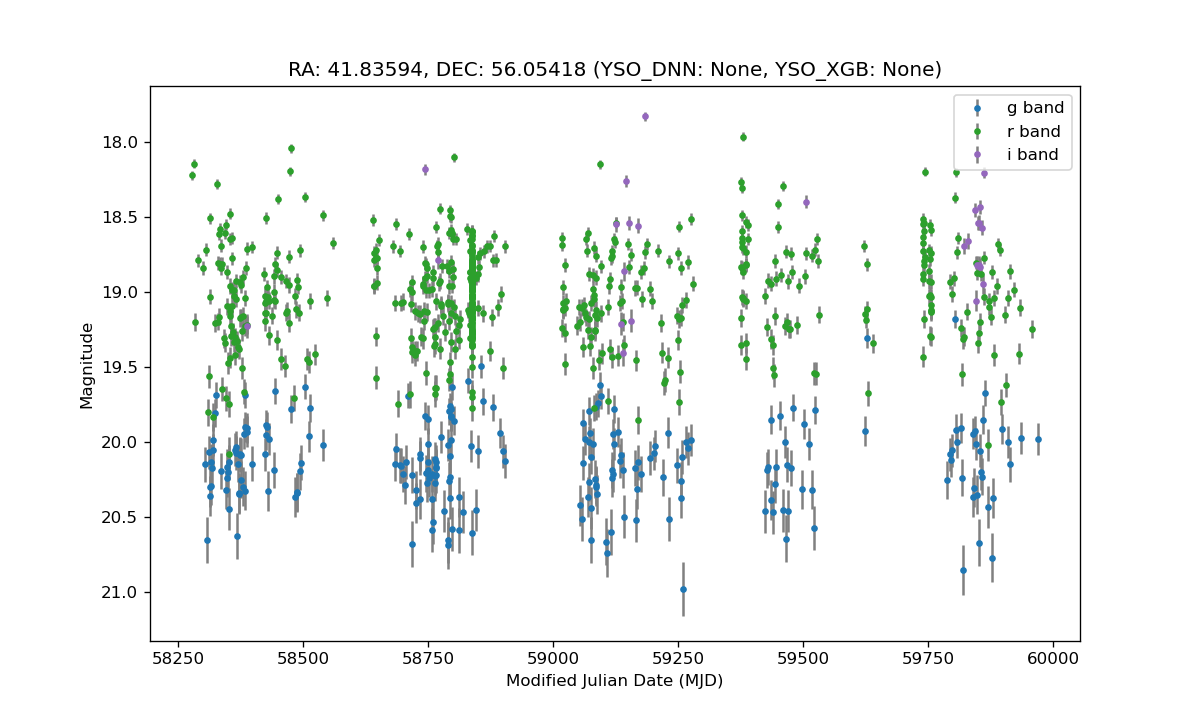 RA: 41.83594, DEC: 56.05418 (YSO_DNN: None, YSO_XGB: None)
g band
r band
i band
Magnitude
18.0
18.5
19.0
19.5
20.0
20.5
21.0
58250 58500 58750 59000 59250 59500 59750 60000
Modified Julian Date (MJD)